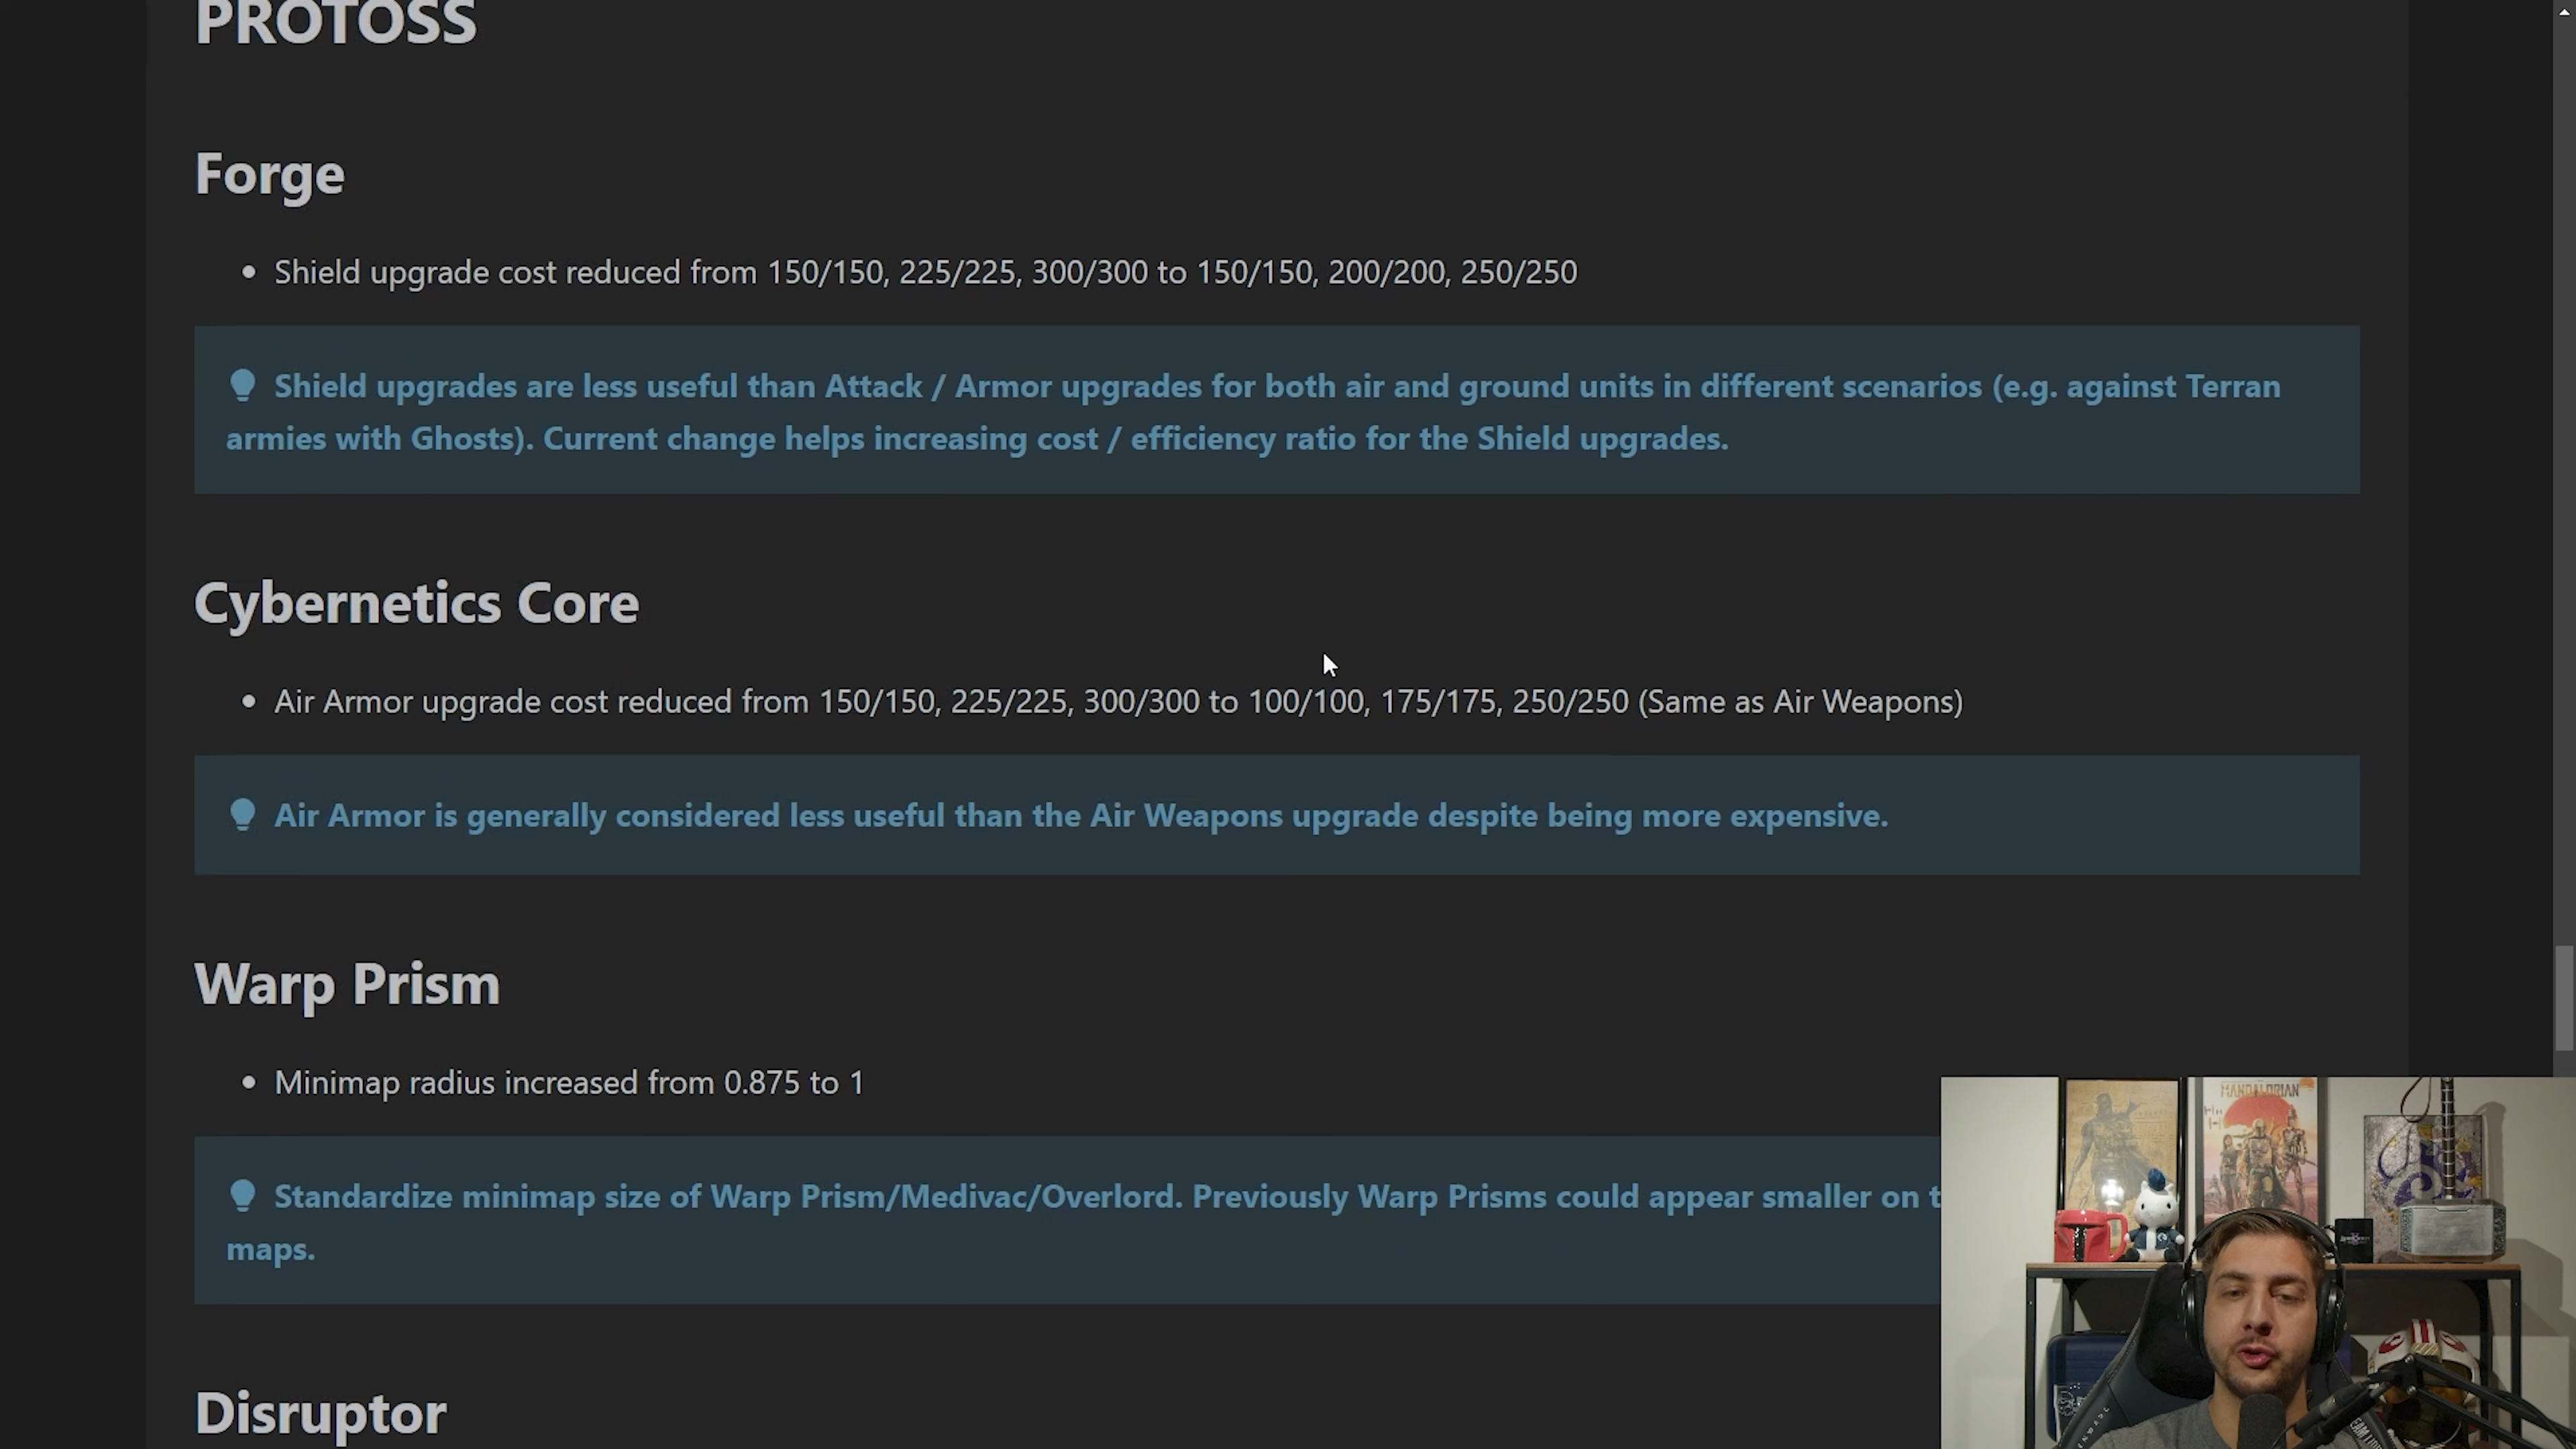 PROTOSS
Forge
Shield upgrade cost reduced from 150/150, 225/225, 300/300 to 150/150, 200/200, 250/250
Shield upgrades are less useful than Attack / Armor upgrades for both air and ground units in different scenarios (e.g. against Terran
armies with Ghosts). Current change helps increasing cost / efficiency ratio for the Shield upgrades.
Cybernetics Core
Air Armor upgrade cost reduced from 150/150, 225/225, 300/300 to 100/100, 175/175, 250/250 (Same as Air Weapons)
Air Armor is generally considered less useful than the Air Weapons upgrade despite being more expensive.
Warp Prism
Minimap radius increased from 0.875 to 1
Standardize minimap size of Warp Prism/Medivac/Overlord. Previously Warp Prisms could appear smaller on
maps.
MANDALORIAN
Disruptor